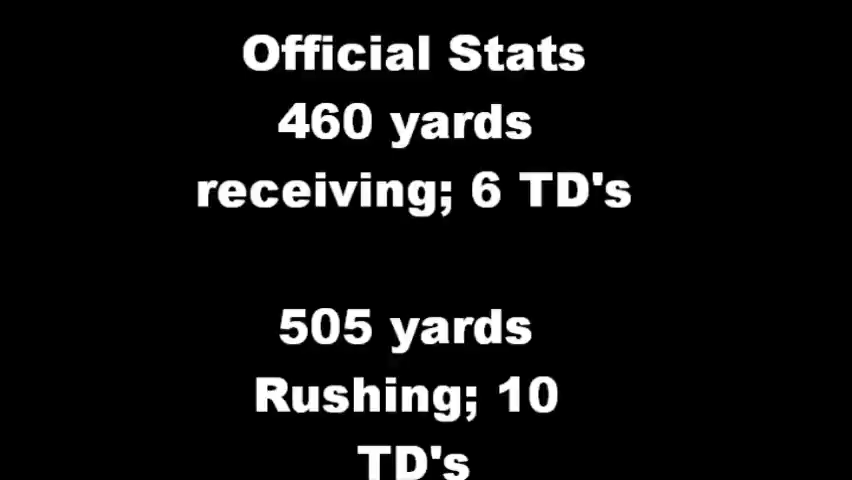 Official Stats
460 yards
receiving; 6 TD's
505 yards
Rushing; 10
TD's